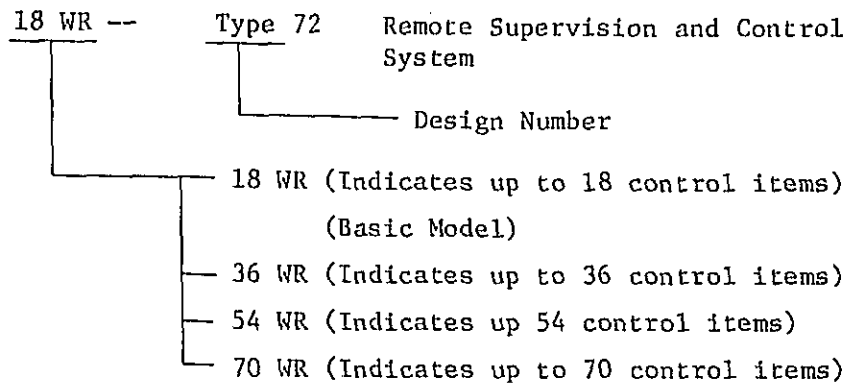 18 WR -- Type 72 Remote Supervision and Control
System
Design Number
18 WR (Indicates up to 18 control items)
(Basic Model)
36 WR (Indicates up to 36 control items)
54 WR (Indicates up 54 control items)
70 WR (Indicates up to 70 control items)